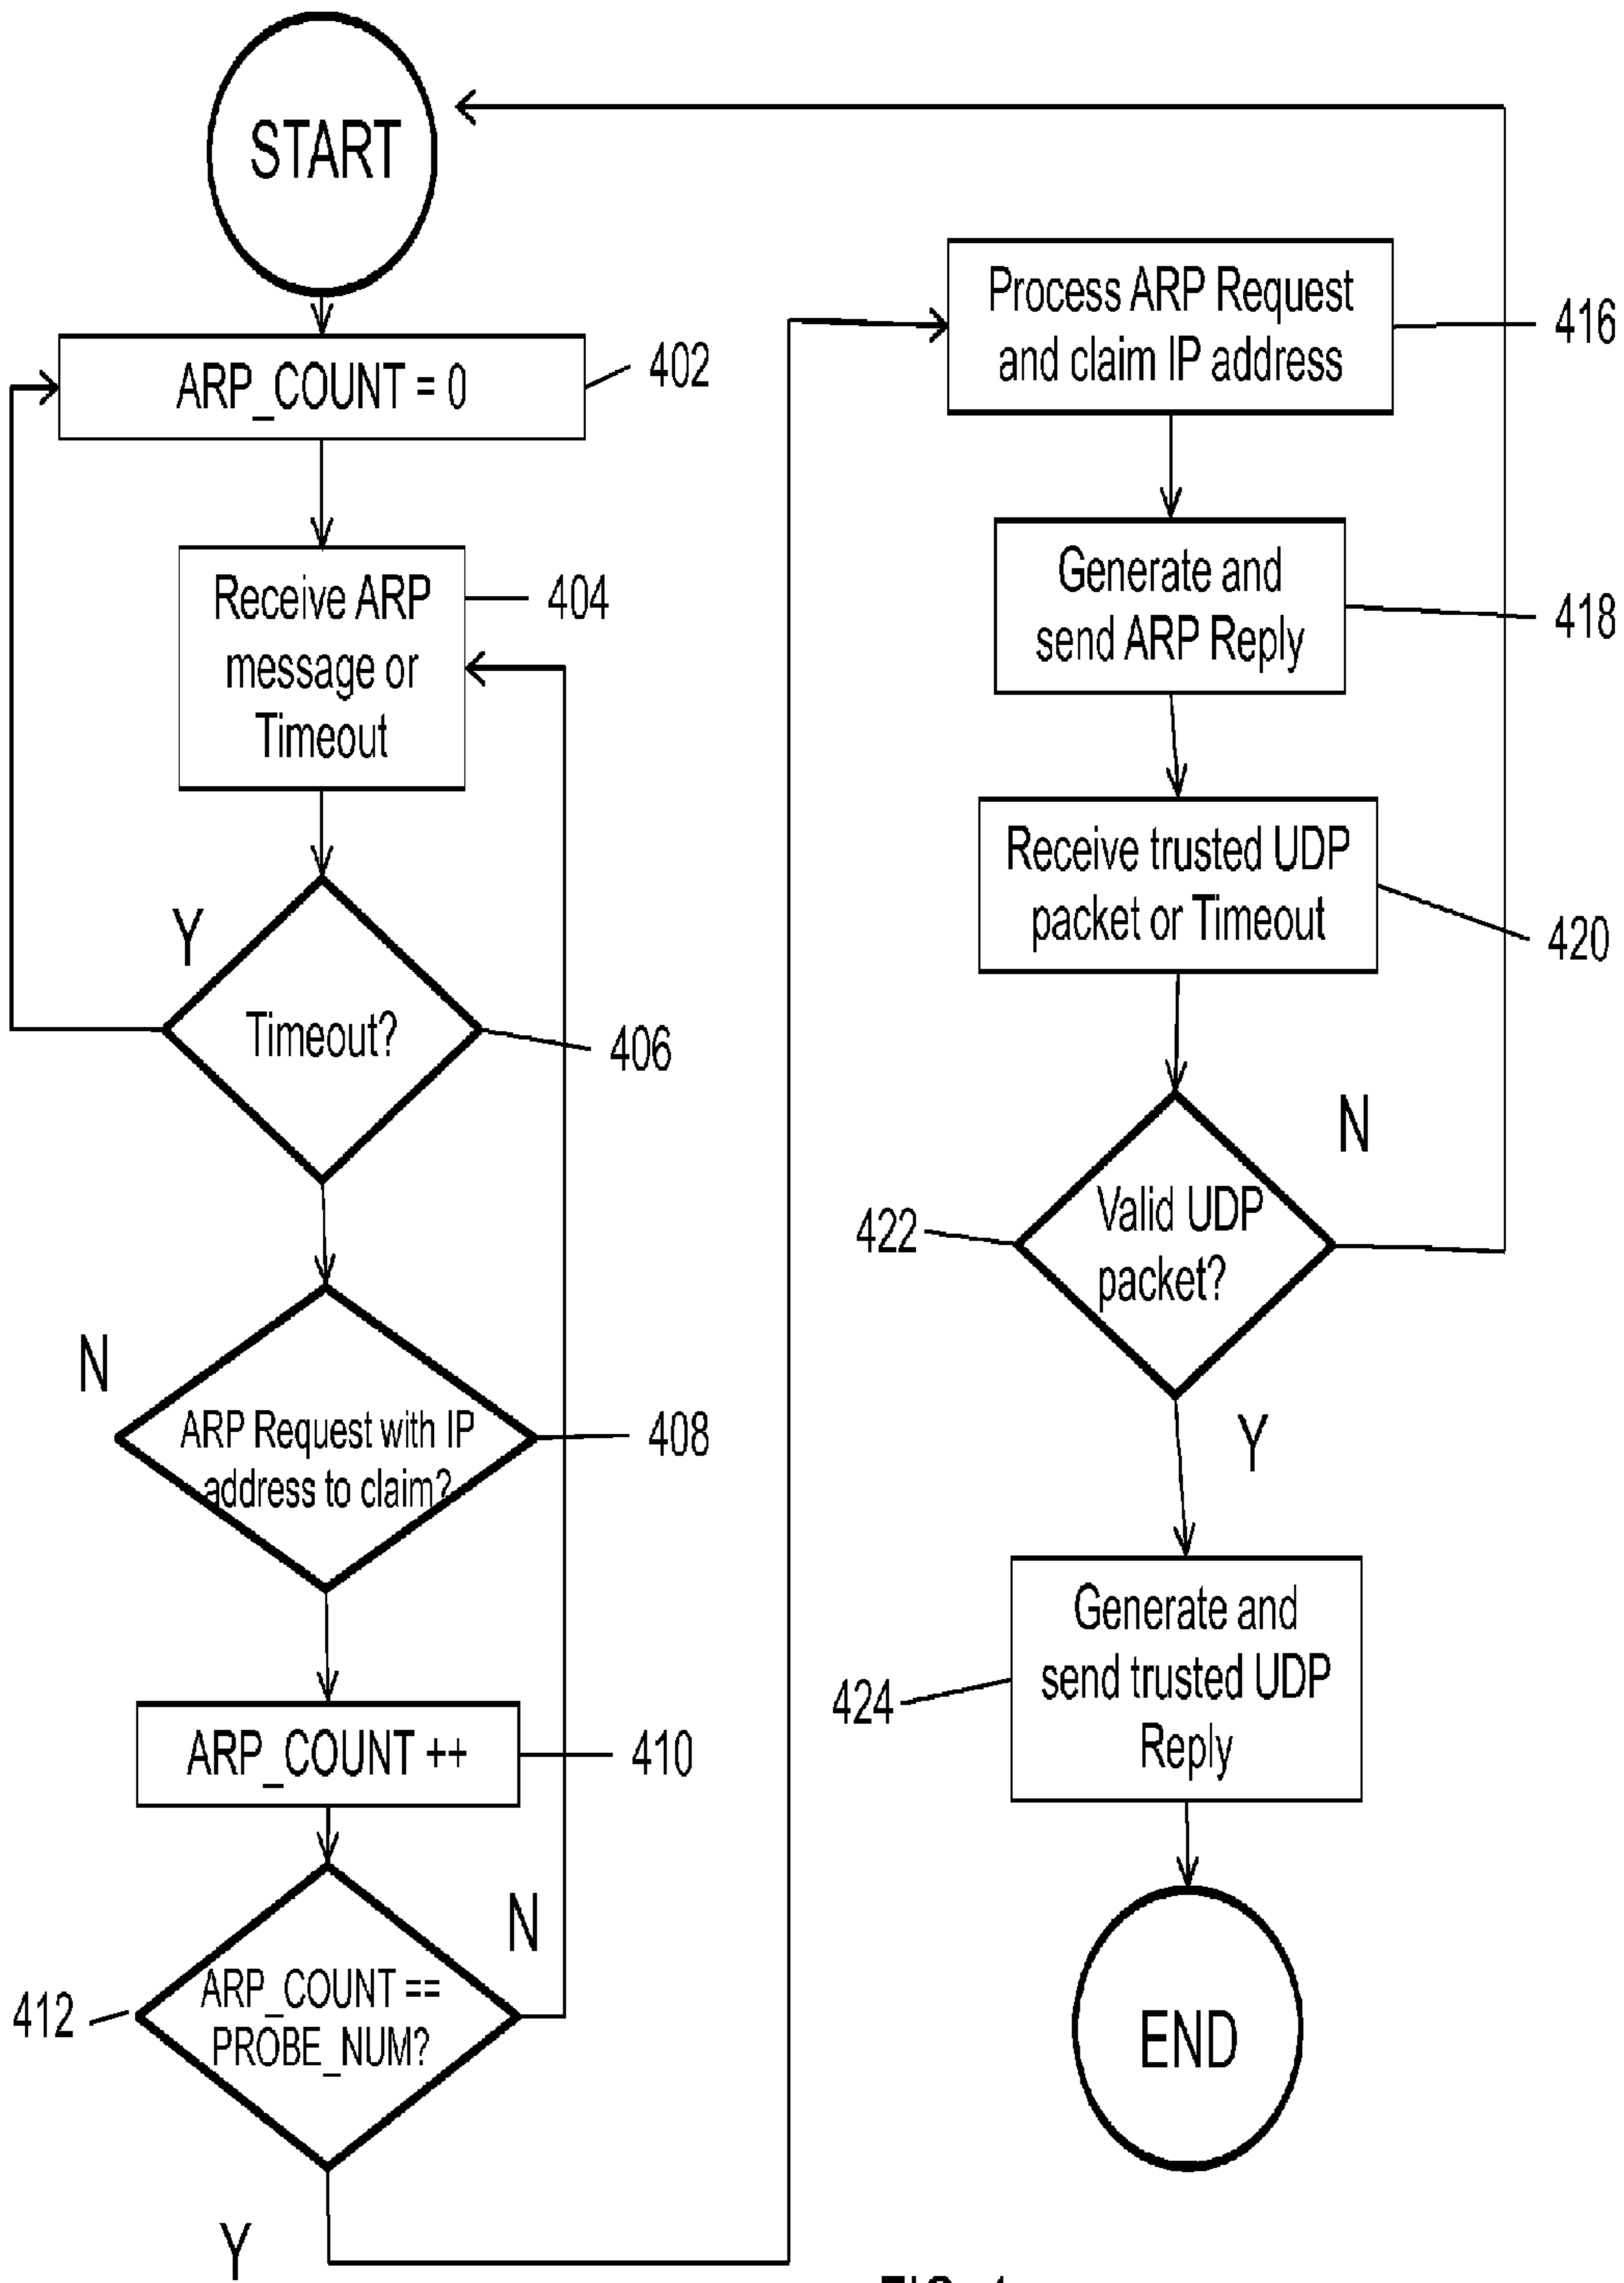 START
ARP_COUNT = 0
402
Receive ARP
message or
Timeout
404
Y
Timeout?
406
N
ARP Request with IP
address to claim?
408
ARP_COUNT ++
410
N
ARP_COUNT ==
PROBE_NUM?
412
Y
Process ARP Request
and claim IP address
416
Generate and
send ARP Reply
418
Receive trusted UDP
packet or Timeout
420
N
Valid UDP
packet?
422
Y
Generate and
send trusted UDP
Reply
424
END